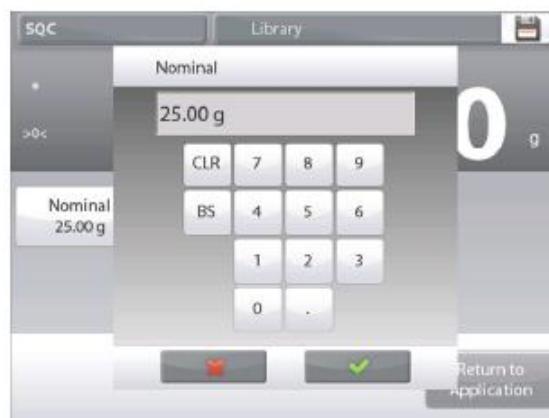 SQC
Library
Nominal
25.00 g
>0<
0 g
CLR 7 8 9
Nominal
25.00 g
BS 4 5 6
1 2 3
0 .
Return to
Application